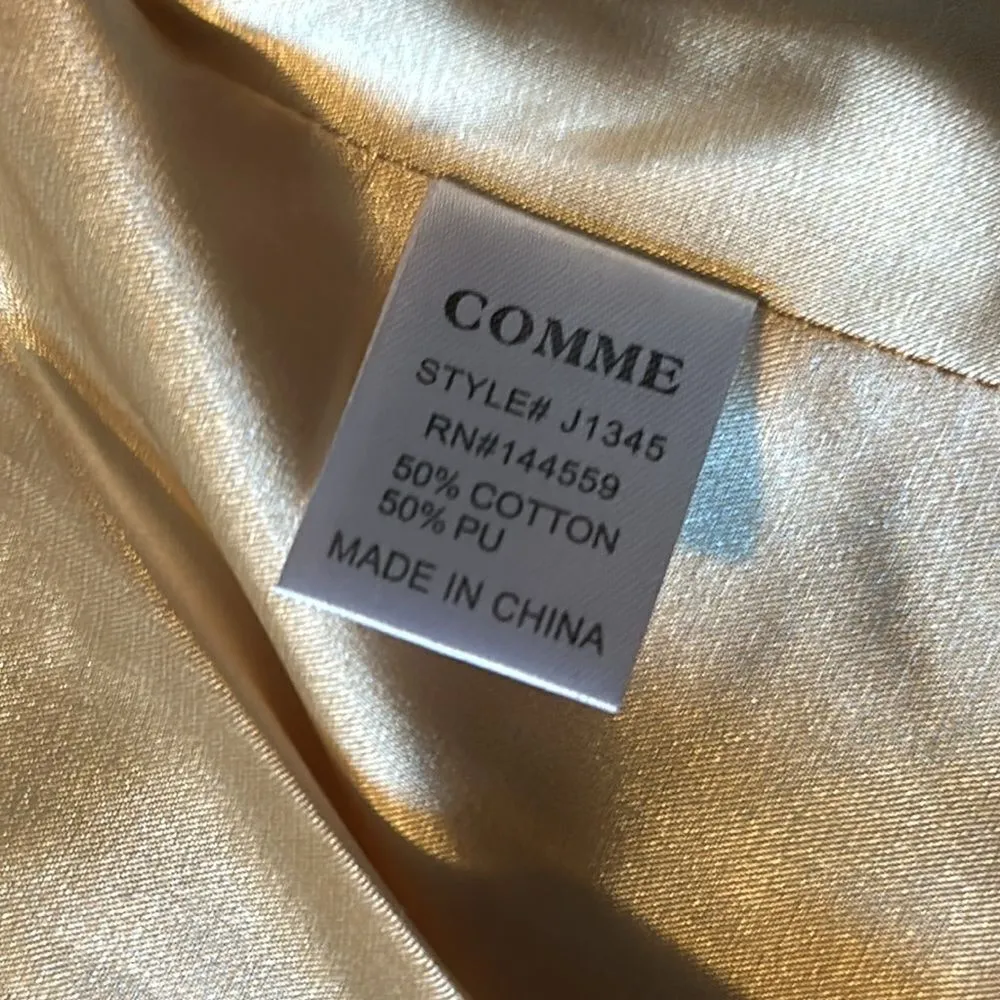 COMME
STYLE# J1345
RN#144559
50% COTTON
50% PU
MADE IN CHINA